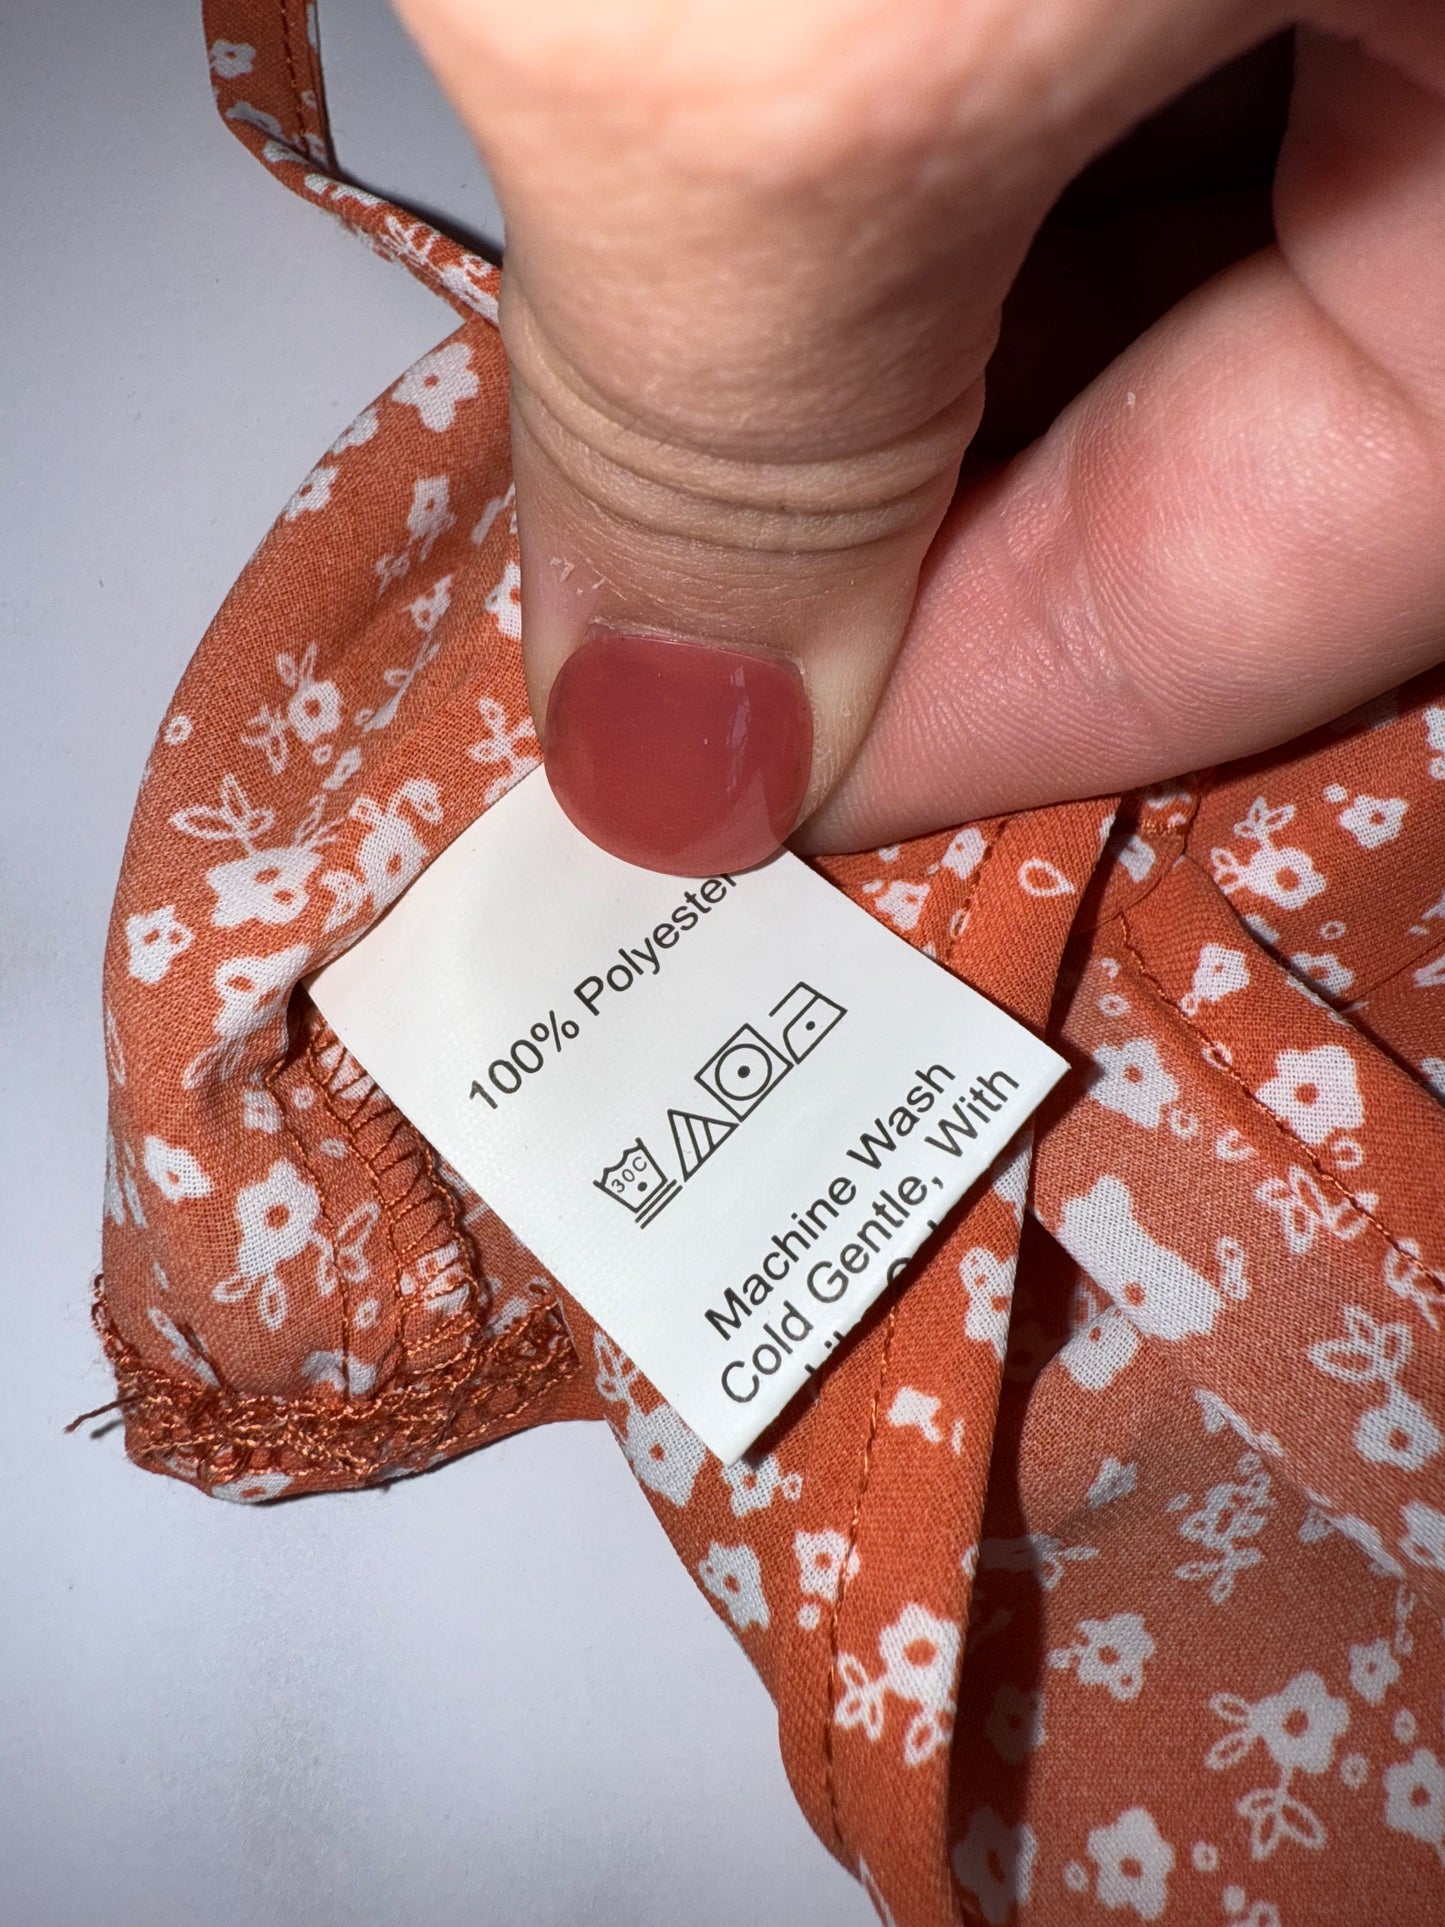 100% Polyester
30C
Machine Wash
Cold Gentle, With